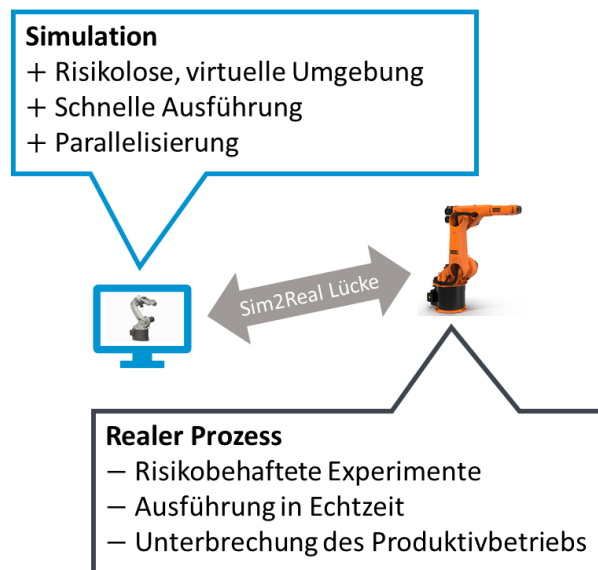 Simulation
+ Risikolose, virtuelle Umgebung
+ Schnelle Ausführung
+ Parallelisierung
Sim2Real Lücke
Realer Prozess
− Risikobehaftete Experimente
− Ausführung in Echtzeit
− Unterbrechung des Produktivbetriebs